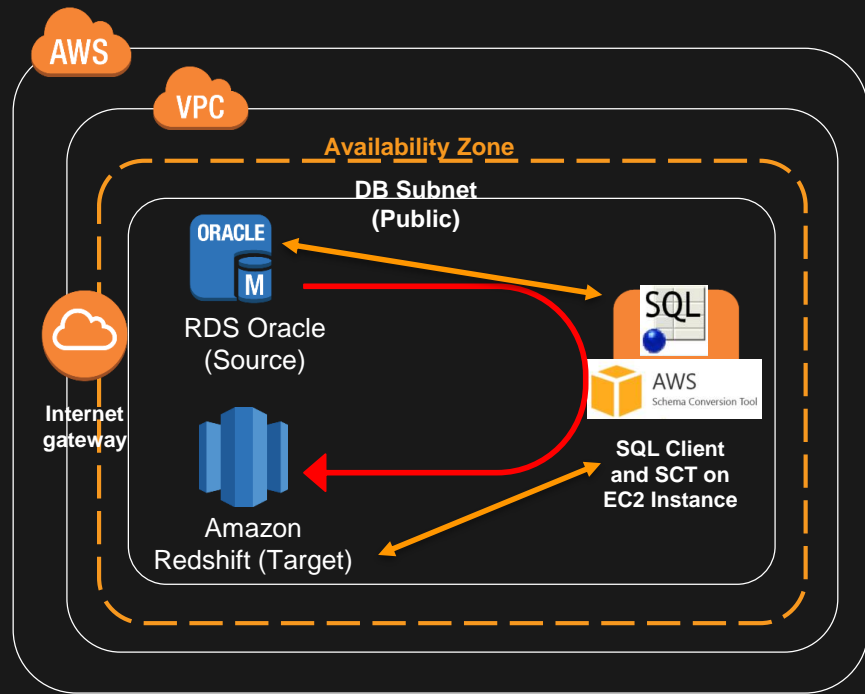 AWS
VPC
Availability Zone
DB Subnet
(Public)
ORACLE
M
RDS Oracle
(Source)
SQL
AWS
Schema Conversion Tool
Internet
gateway
SQL Client
and SCT on
EC2 Instance
Amazon
Redshift (Target)